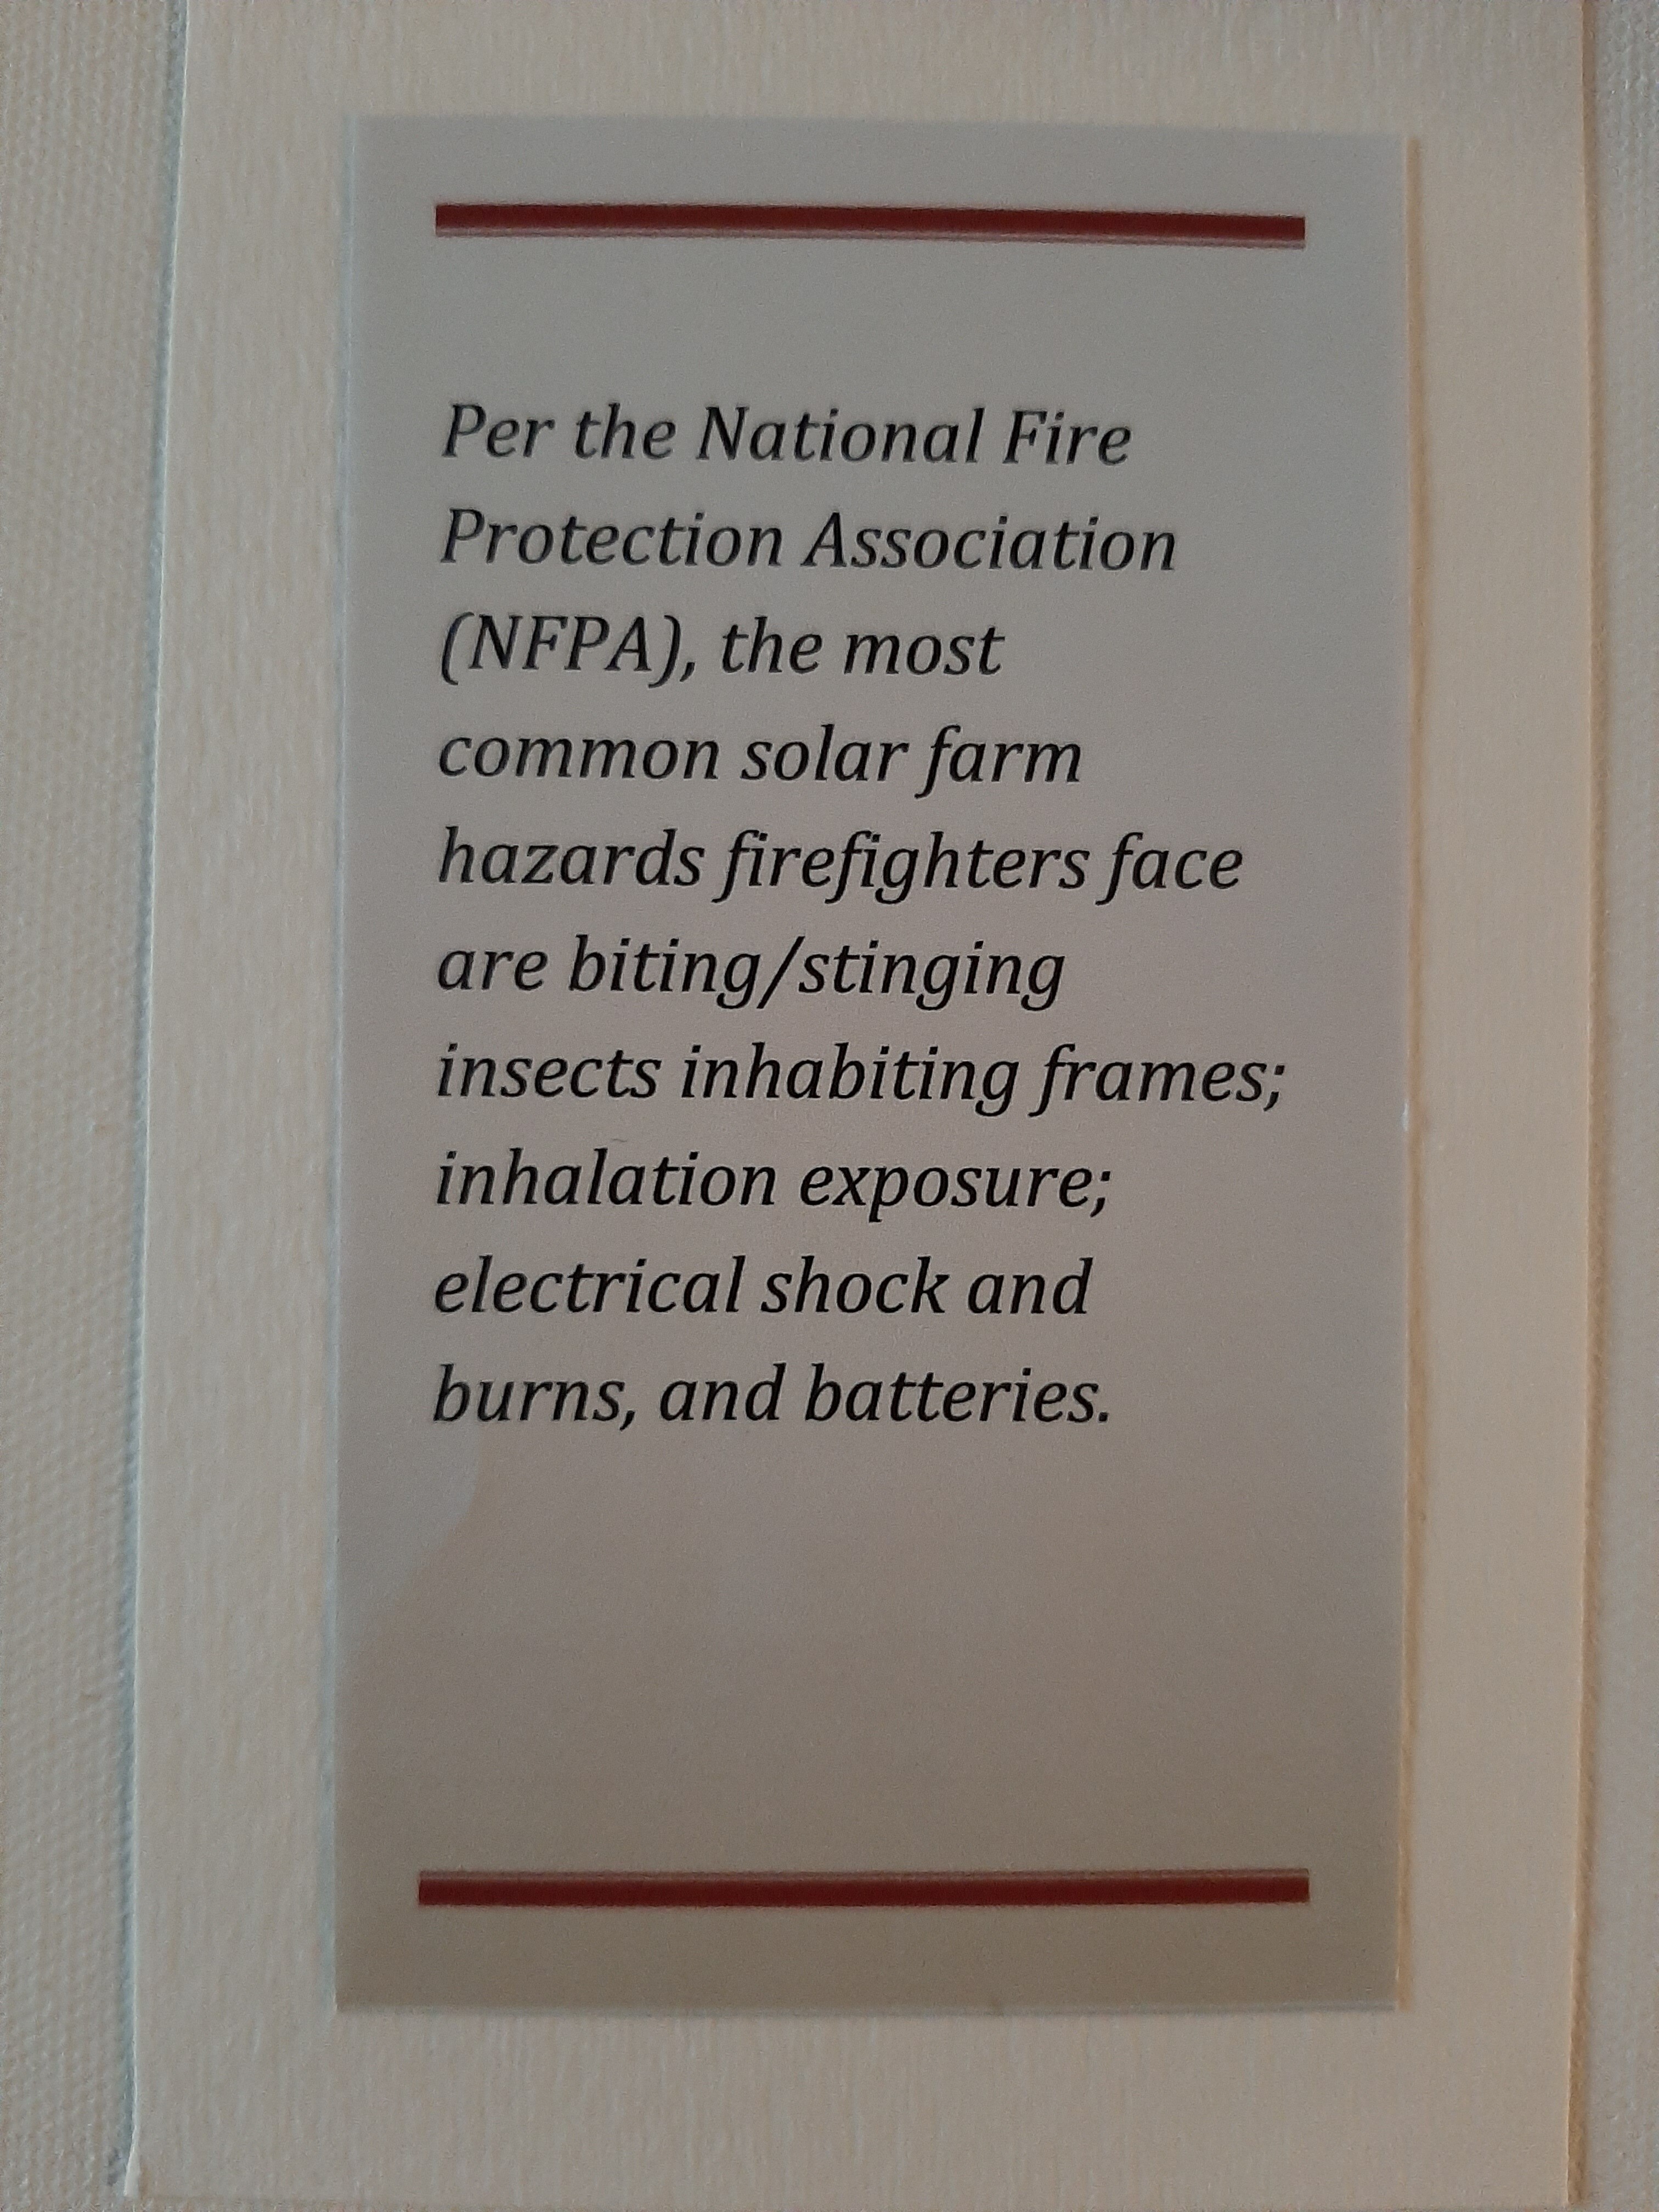 Per the National Fire
Protection Association
(NFPA), the most
common solar farm
hazards firefighters face
are biting/stinging
insects inhabiting frames;
inhalation exposure;
electrical shock and
burns, and batteries.